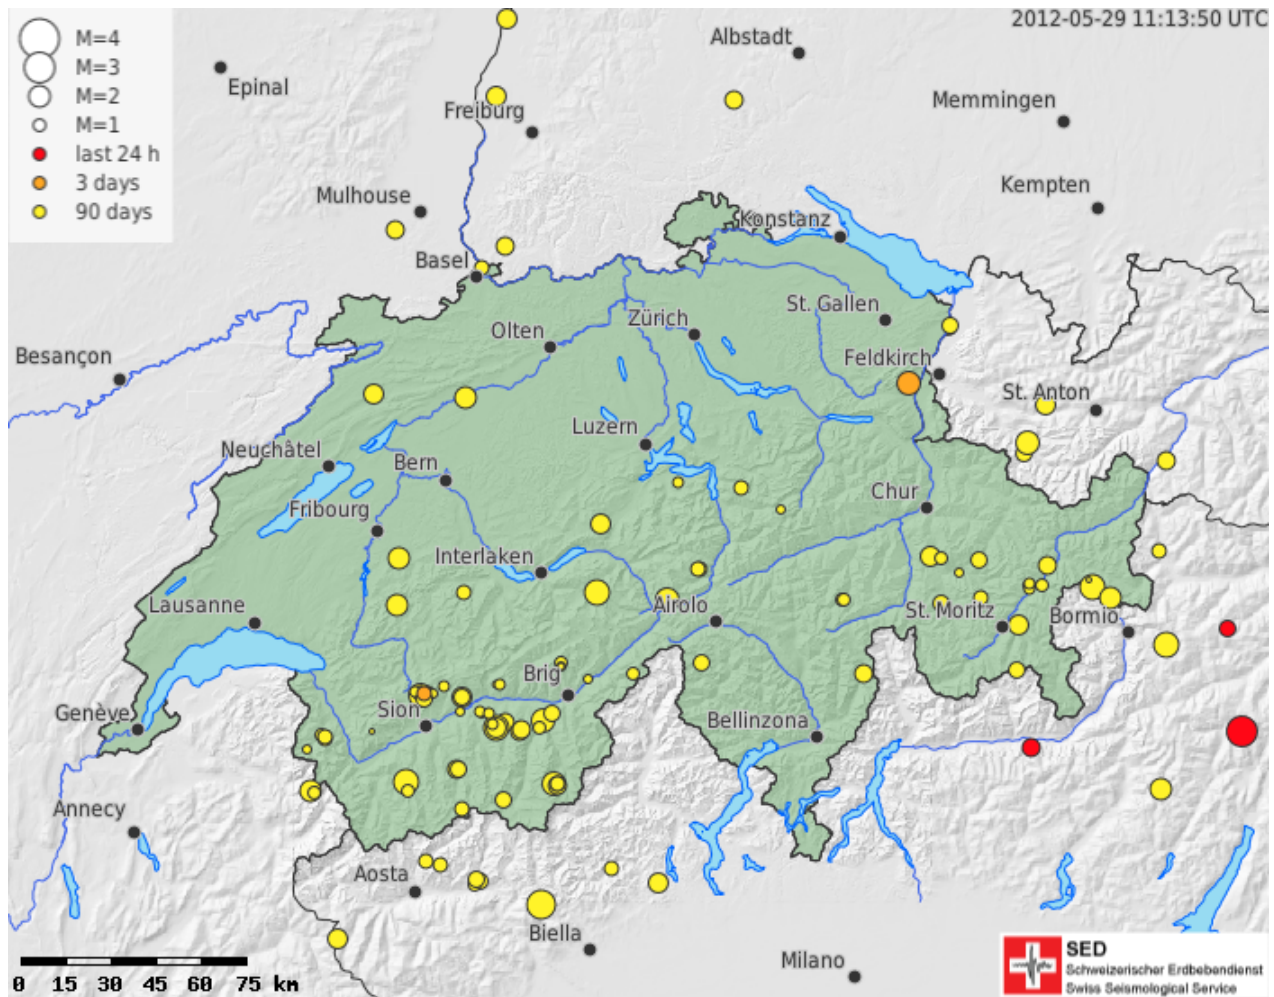 2012-05-29 11:13:50 UTC
M=4
M=3
M=2
M=1
last 24 h
3 days
90 days
Albstadt
Epinal
Freiburg
Memmingen
Kempten
Mulhouse
Konstanz
Basel
St. Gallen
Zürich
Olten
Besançon
Feldkirch
St. Anton
Luzern
Neuchâtel
Bern
Chur
Fribourg
Interlaken
Lausanne
Airolo
St. Moritz
Bormio
Brig
Sion
Genève
Bellinzona
Annecy
Aosta
Biella
Milano
0 15 30 45 60 75 km
SED
Schweizerischer Erdbebendienst
Swiss Seismological Service